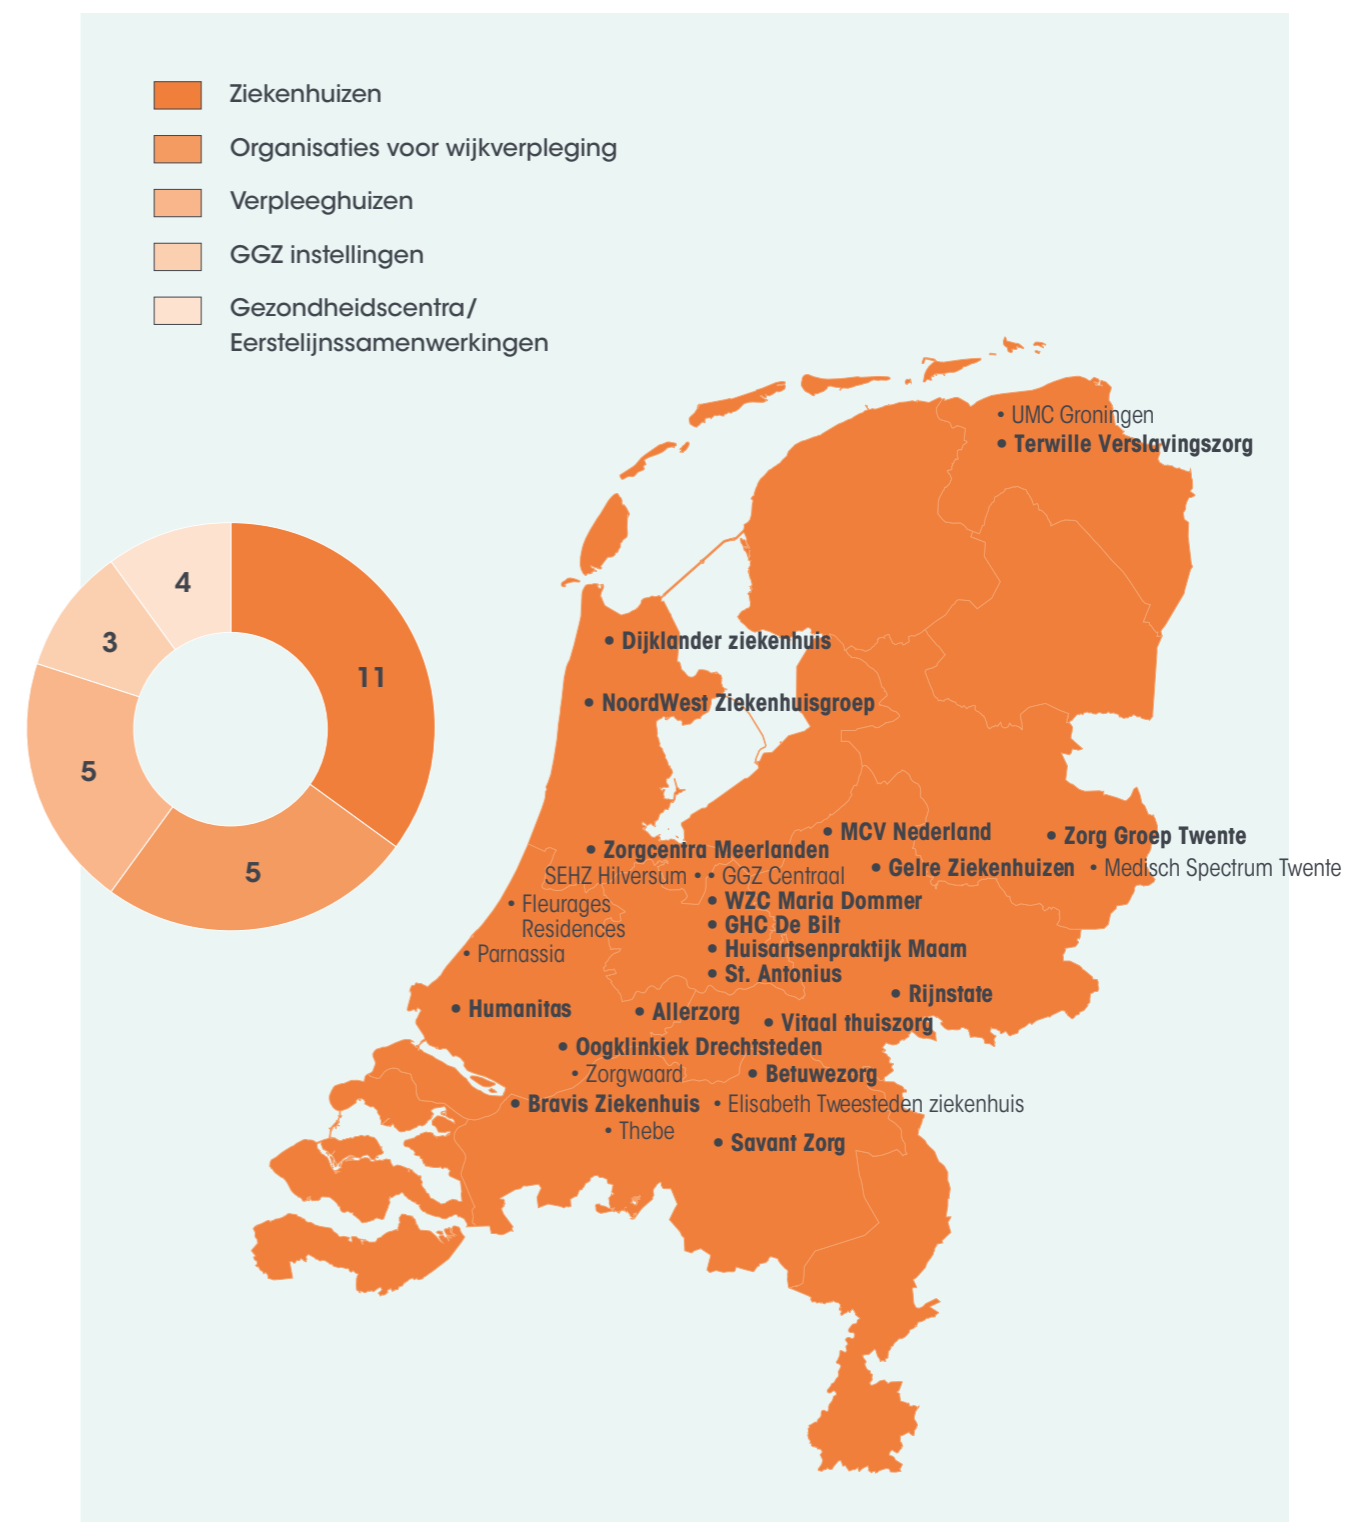 Ziekenhuizen
Organisaties voor wijkverpleging
Verpleeghuizen
GGZ instellingen
Gezondheidscentra/
Eerstelijnssamenwerkingen
• UMC Groningen
• Terwille Verslavingszorg
4
3
11
5
5
• Dijklander ziekenhuis
• NoordWest Ziekenhuisgroep
• MCV Nederland
• Zorg Groep Twente
• Zorgcentra Meerlanden
• Gelre Ziekenhuizen
• Medisch Spectrum Twente
SEHZ Hilversum •
• GGZ Centraal
• WZC Maria Dommer
• Fleurages
Residences
• GHC De Bilt
• Huisartsenpraktijk Maam
• Parnassia
• St. Antonius
• Rijnstate
• Humanitas
• Allerzorg
• Vitaal thuiszorg
• Oogklinkiek Drechtsteden
• Zorgwaard
• Betuwezorg
• Bravis Ziekenhuis
• Elisabeth Tweesteden ziekenhuis
• Thebe
• Savant Zorg